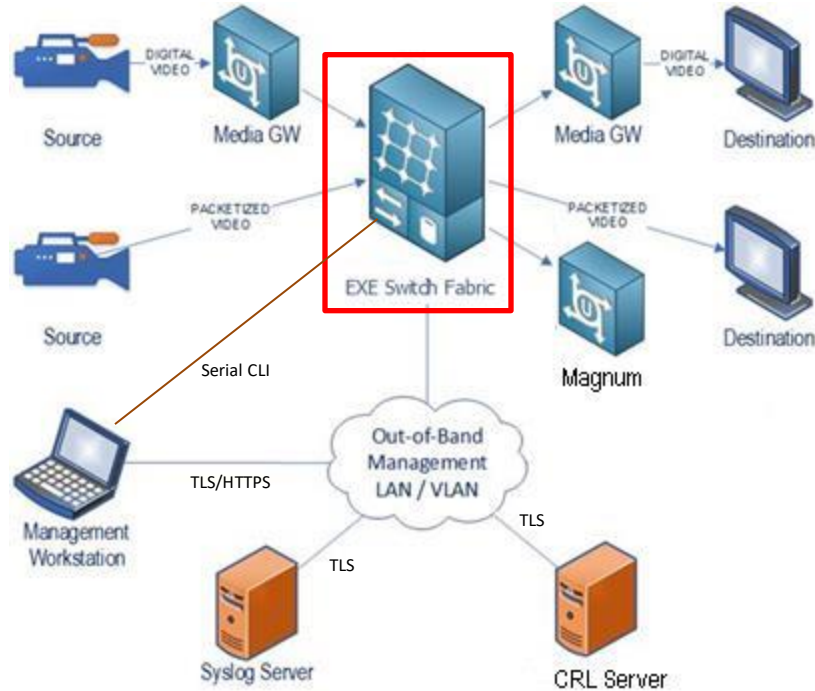 DIGITAL
VIDEO
DIGITAL
VIDEO
U
U
Source
Media GW
Media GW
Destination
PACKETIZED
VIDEO
PACKETIZED
VIDEO
EXE Switch Fabric
U
Source
Destination
Magnum
Serial CLI
Out-of-Band
Management
LAN / VLAN
TLS/HTTPS
TLS
Management
Workstation
TLS
Syslog Server
CRL Server